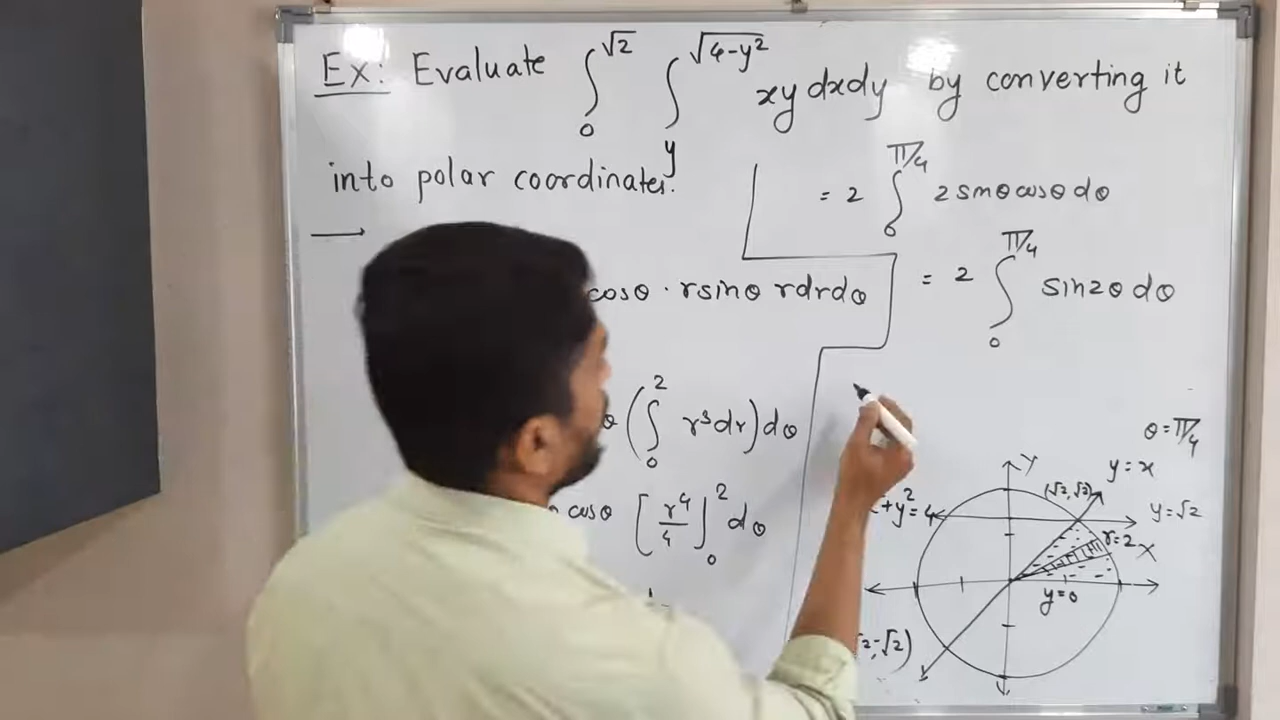 Ex: Evaluate ∫₀^√2 ∫_y^√(4-y²) xy dxdy by converting it
into polar coordinates.
cosθ · rsinθ rdrdθ
θ (∫₀² r³dr) dθ
cosθ [r⁴/4]₀² dθ
= 2 ∫₀^π/4 2 sinθ cosθ dθ
= 2 ∫₀^π/4 sin2θ dθ
θ = π/4
y = x
Y
(√2, √2)
+y² = 4
y = √2
r = 2
X
y = 0
2, -√2)